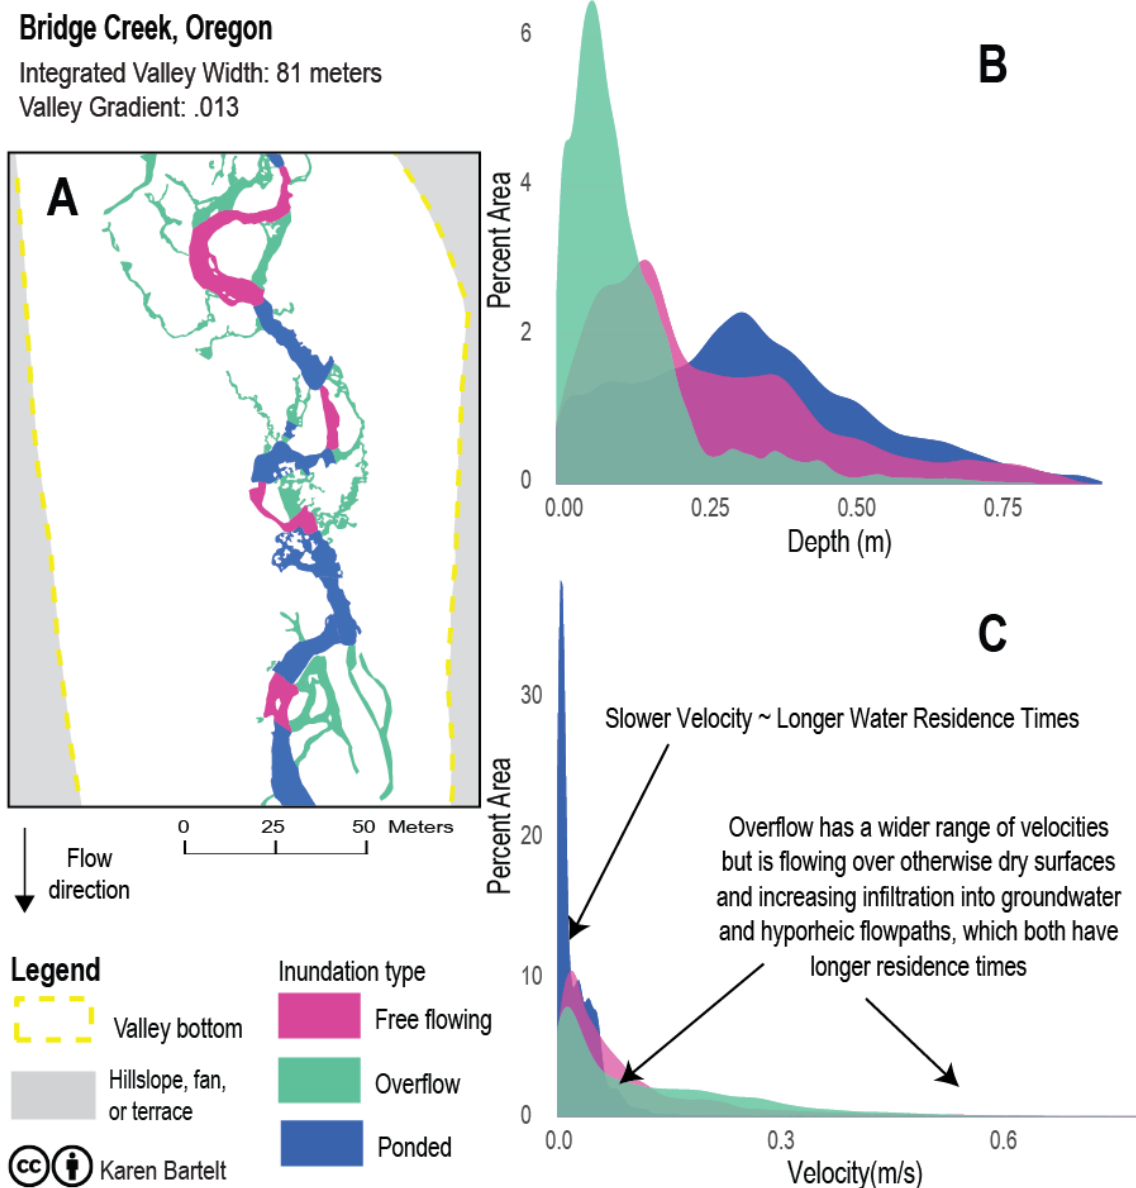 Bridge Creek, Oregon
Integrated Valley Width: 81 meters
Valley Gradient: .013
A
0 25 50 Meters
Flow
direction
Legend
Valley bottom
Hillslope, fan,
or terrace
Inundation type
Free flowing
Overflow
Ponded
cc
Karen Bartelt
B
Percent Area
6
4
2
0
0.00 0.25 0.50 0.75
Depth (m)
C
Percent Area
30
20
10
0
Slower Velocity ~ Longer Water Residence Times
Overflow has a wider range of velocities
but is flowing over otherwise dry surfaces
and increasing infiltration into groundwater
and hyporheic flowpaths, which both have
longer residence times
0.0 0.3 0.6
Velocity(m/s)